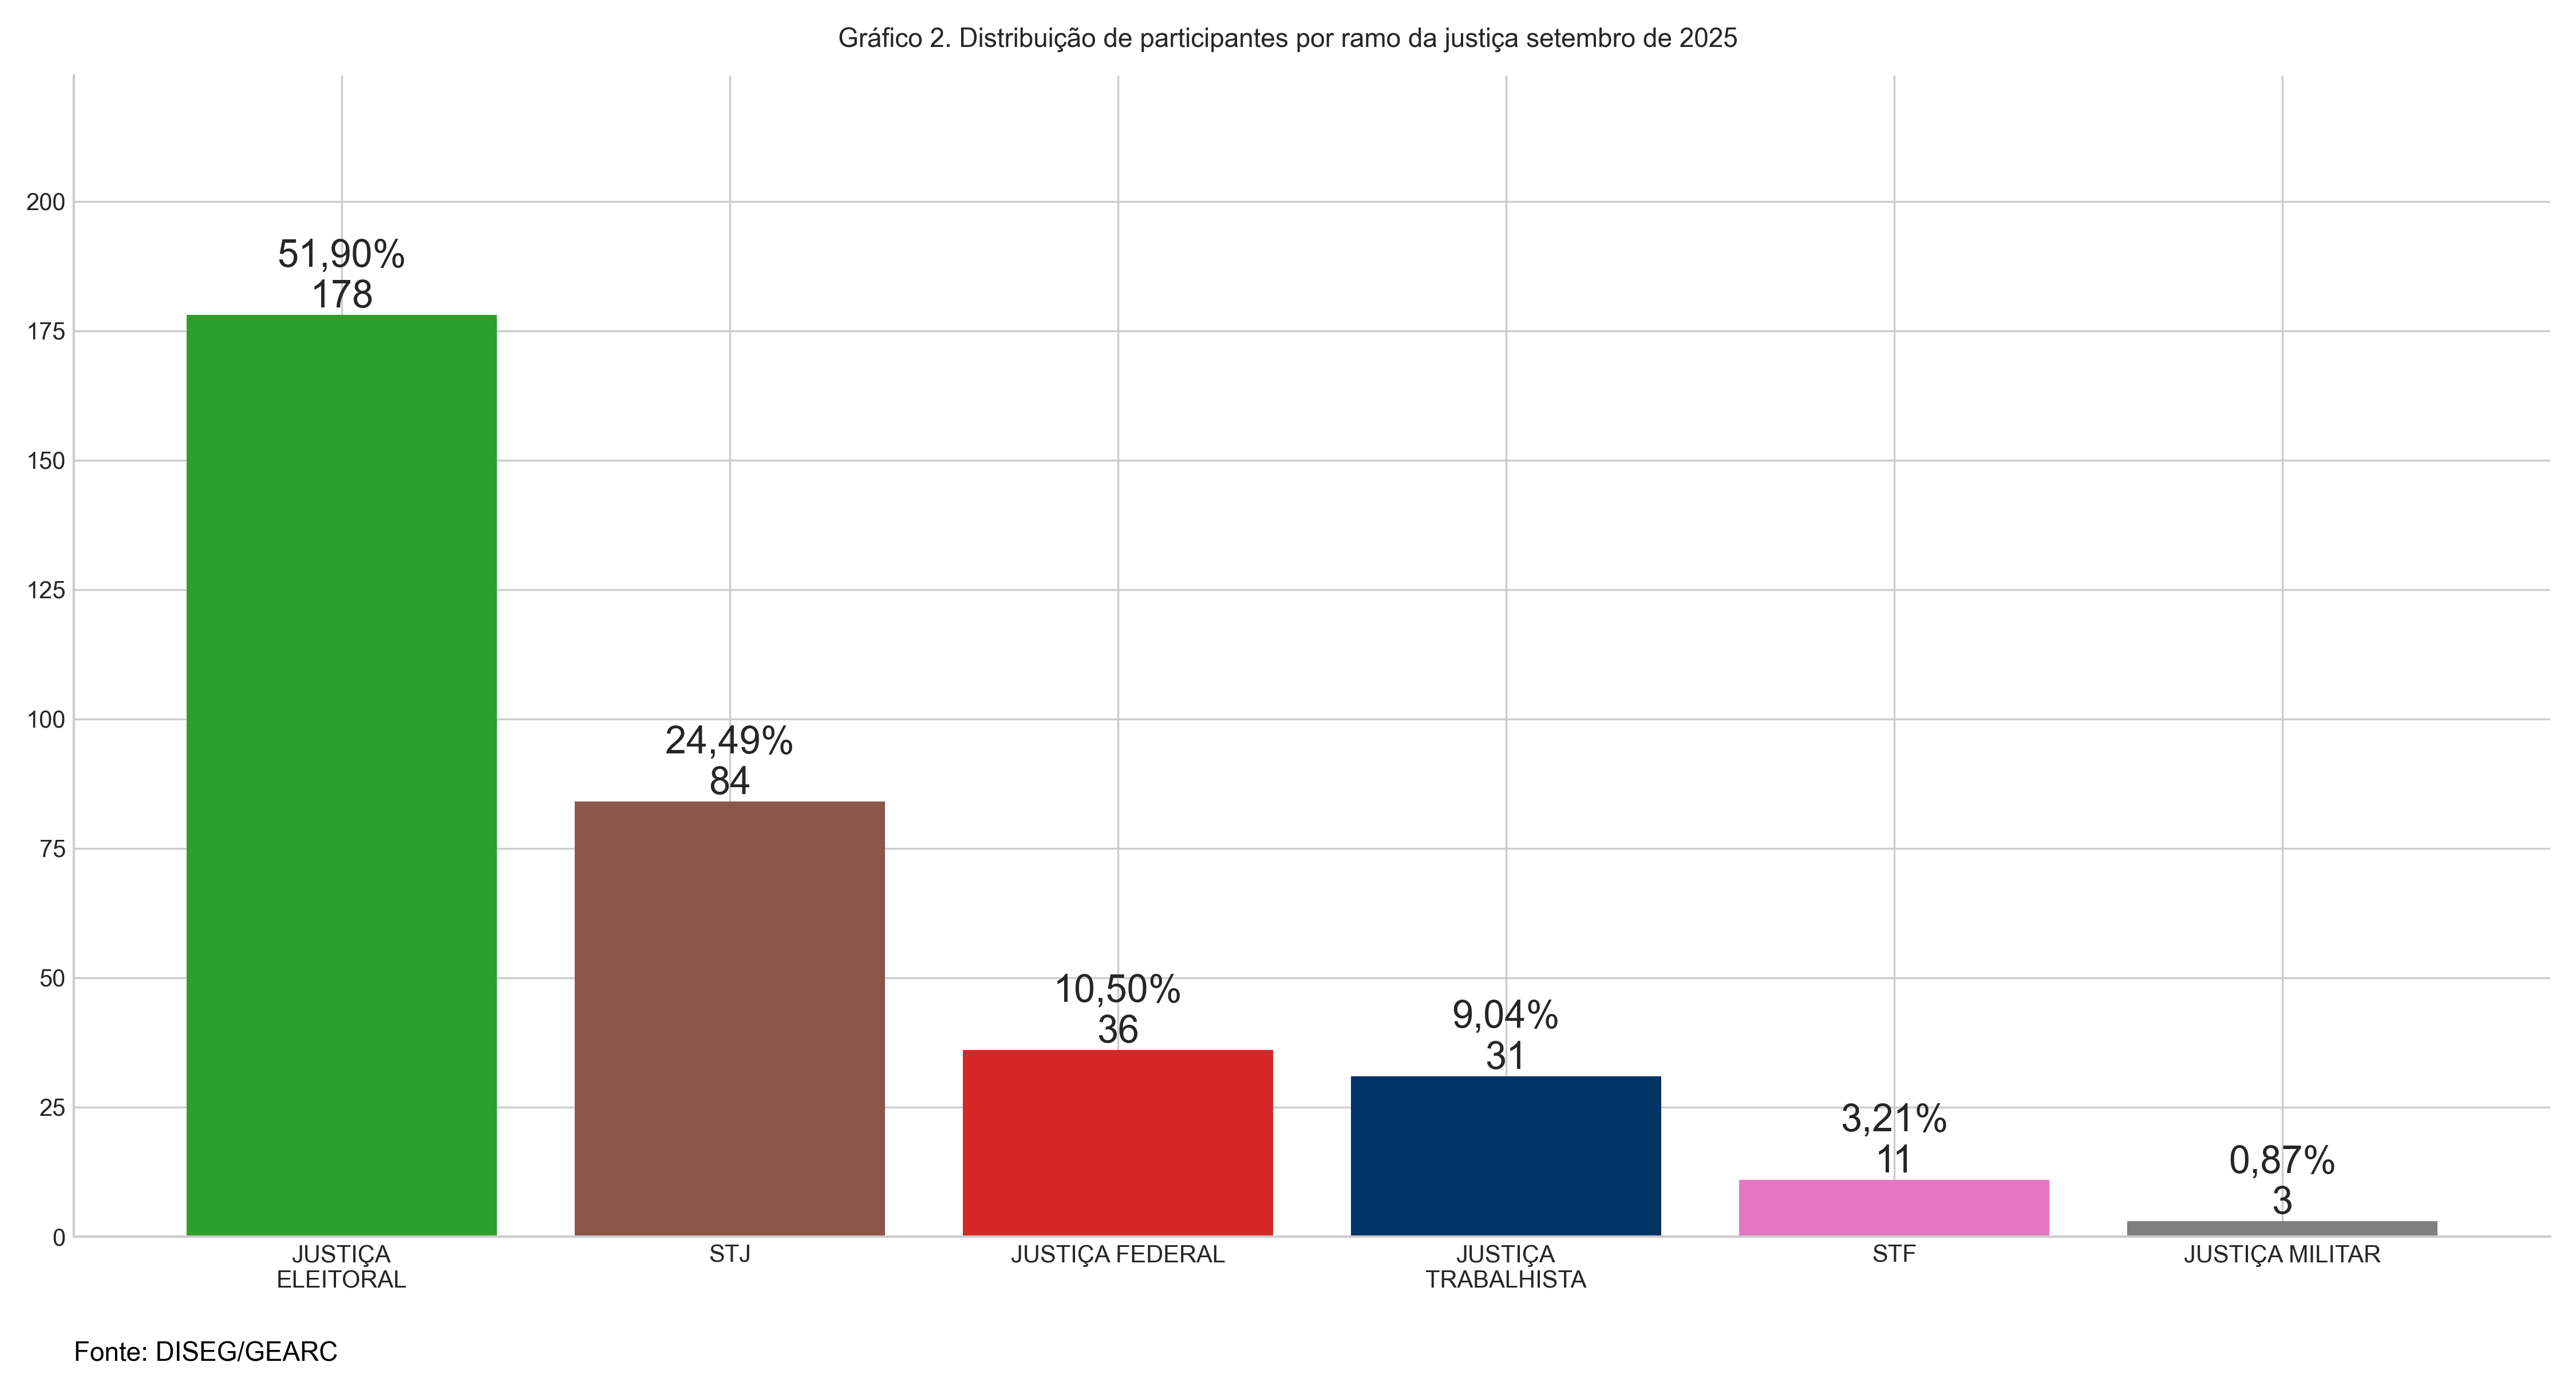 Gráfico 2. Distribuição de participantes por ramo da justiça setembro de 2025
200
175
150
125
100
75
50
25
0
51,90%
178
24,49%
84
10,50%
36
9,04%
31
3,21%
11
0,87%
3
JUSTIÇA
ELEITORAL
STJ
JUSTIÇA FEDERAL
JUSTIÇA
TRABALHISTA
STF
JUSTIÇA MILITAR
Fonte: DISEG/GEARC